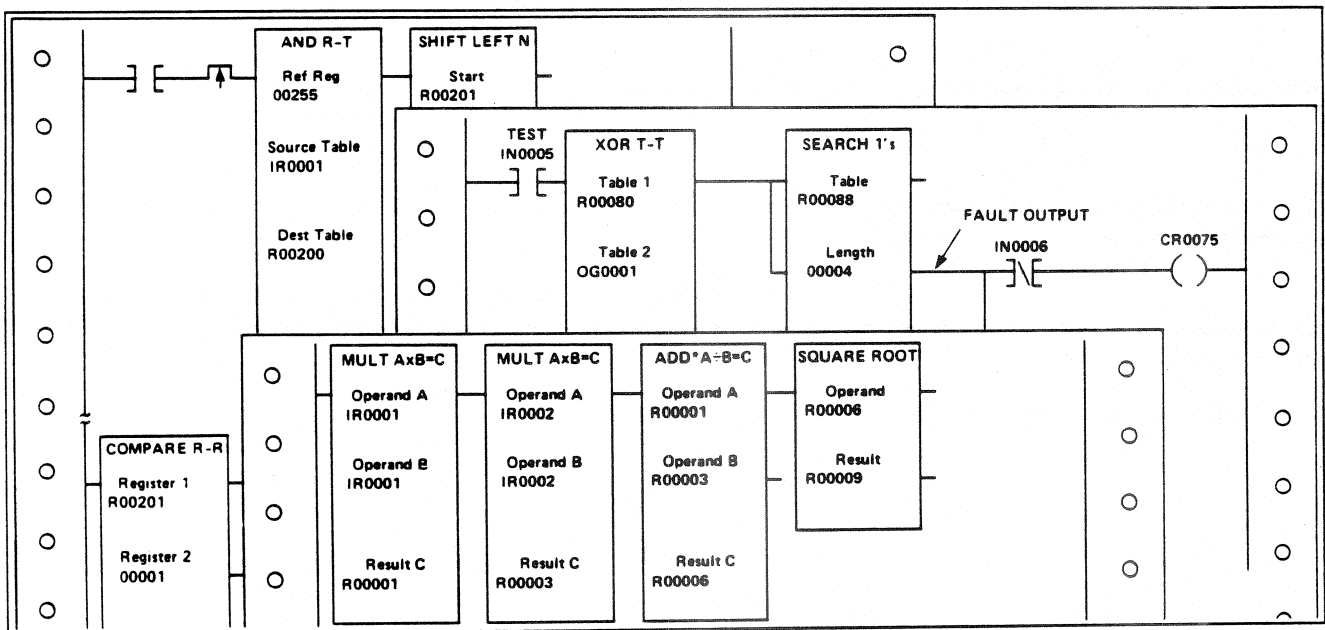 AND R-T
Ref Reg
00255
Source Table
IR0001
Dest Table
R00200
SHIFT LEFT N
Start
R00201
TEST
IN0005
XOR T-T
Table 1
R00080
Table 2
OG0001
SEARCH 1's
Table
R00088
Length
00004
FAULT OUTPUT
IN0006
CR0075
COMPARE R-R
Register 1
R00201
Register 2
00001
MULT AxB=C
Operand A
IR0001
Operand B
IR0001
Result C
R00001
MULT AxB=C
Operand A
IR0002
Operand B
IR0002
Result C
R00003
ADD*A÷B=C
Operand A
R00001
Operand B
R00003
Result C
R00006
SQUARE ROOT
Operand
R00006
Result
R00009